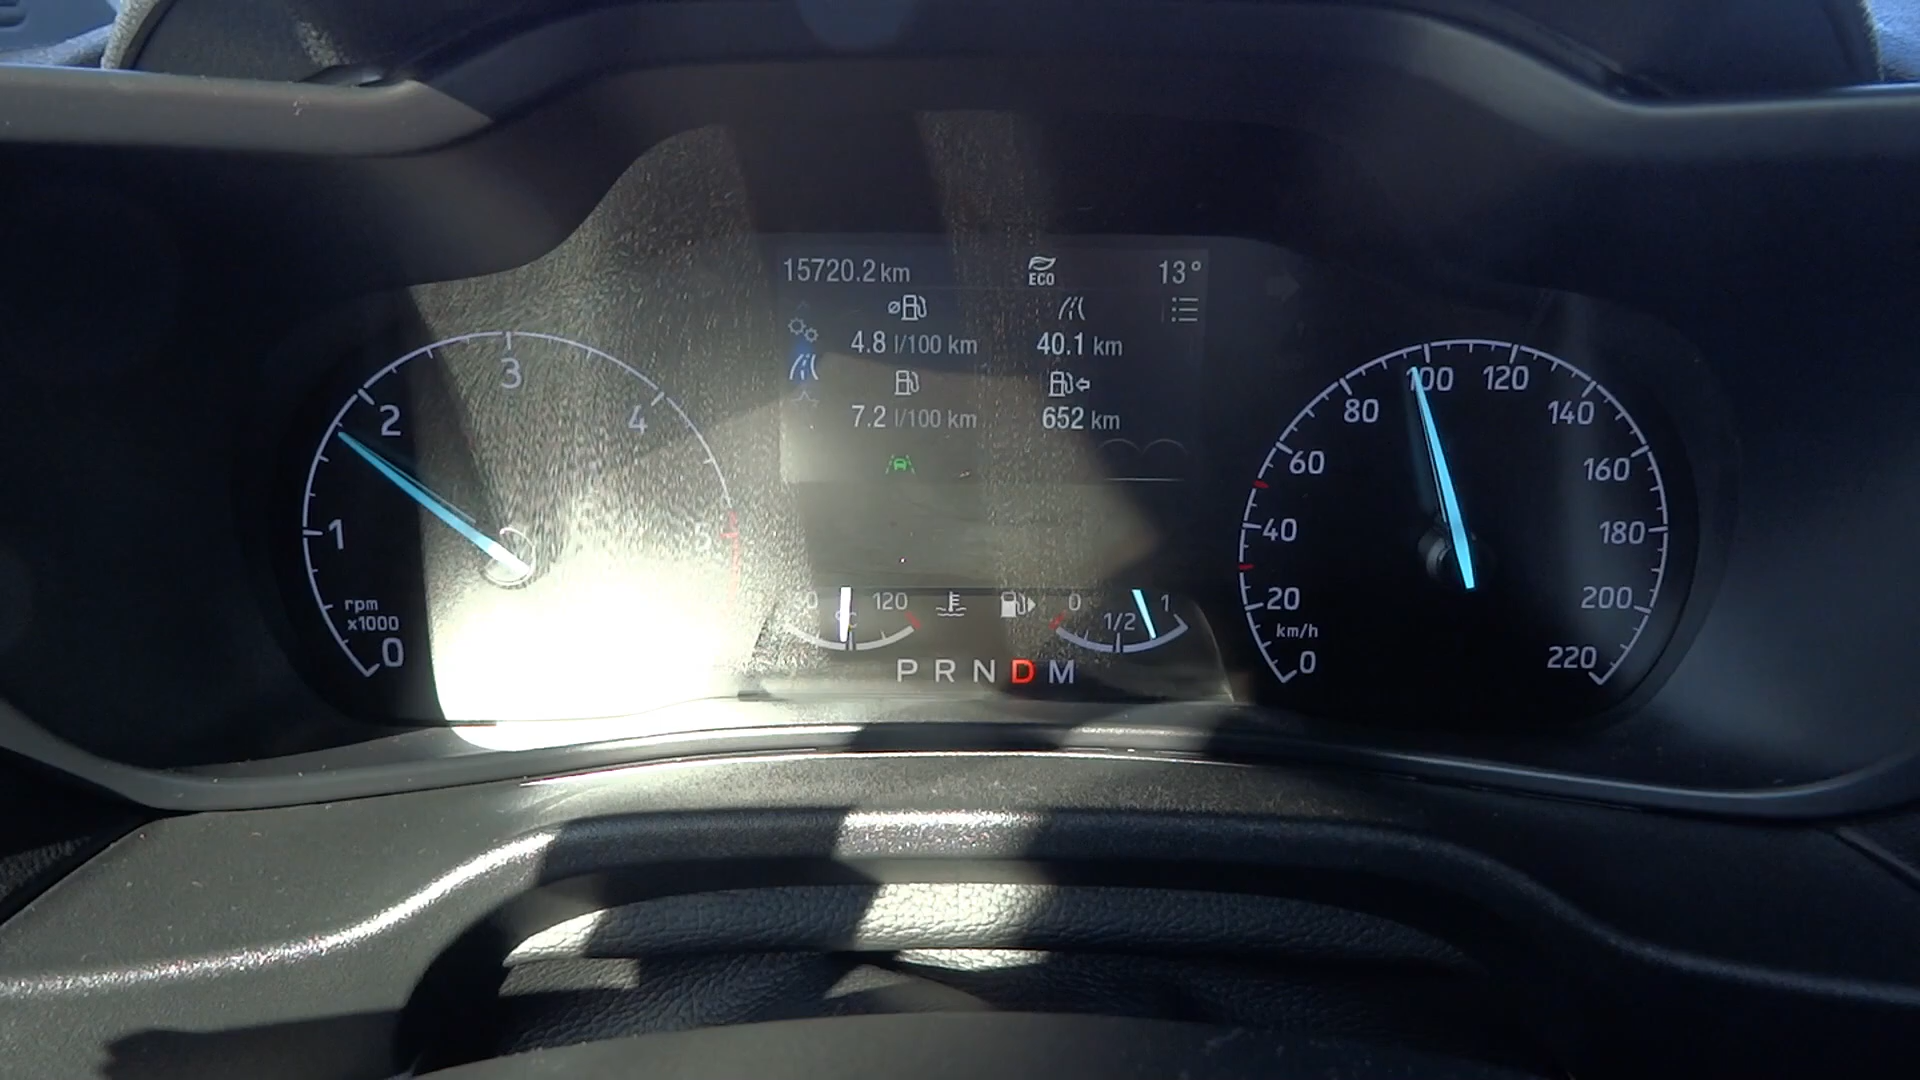 15720.2 km
ECO
13°
4.8 l/100 km
40.1 km
7.2 l/100 km
652 km
0
1
2
3
4
5
rpm
x1000
120
°C
0
1/2
1
P R N D M
0
20
40
60
80
100
120
140
160
180
200
220
km/h